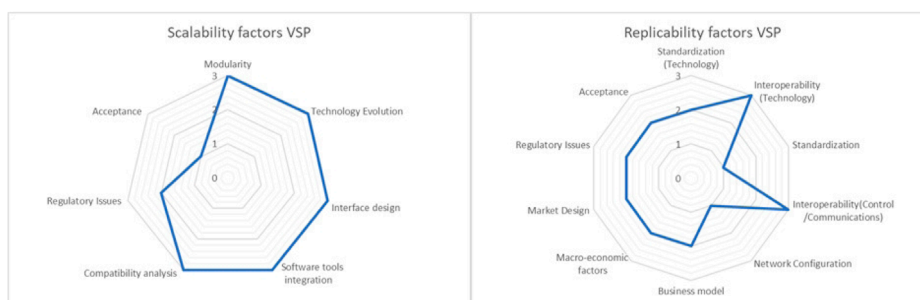 Scalability factors VSP
Modularity
3
Acceptance
2
Technology Evolution
1
0
Regulatory Issues
Interface design
Compatibility analysis
Software tools
integration
Replicability factors VSP
Standardization
(Technology)
3
Acceptance
Interoperability
(Technology)
2
Regulatory Issues
1
Standardization
0
Market Design
Interoperability(Control
/Communications)
Macro-economic
factors
Network Configuration
Business model